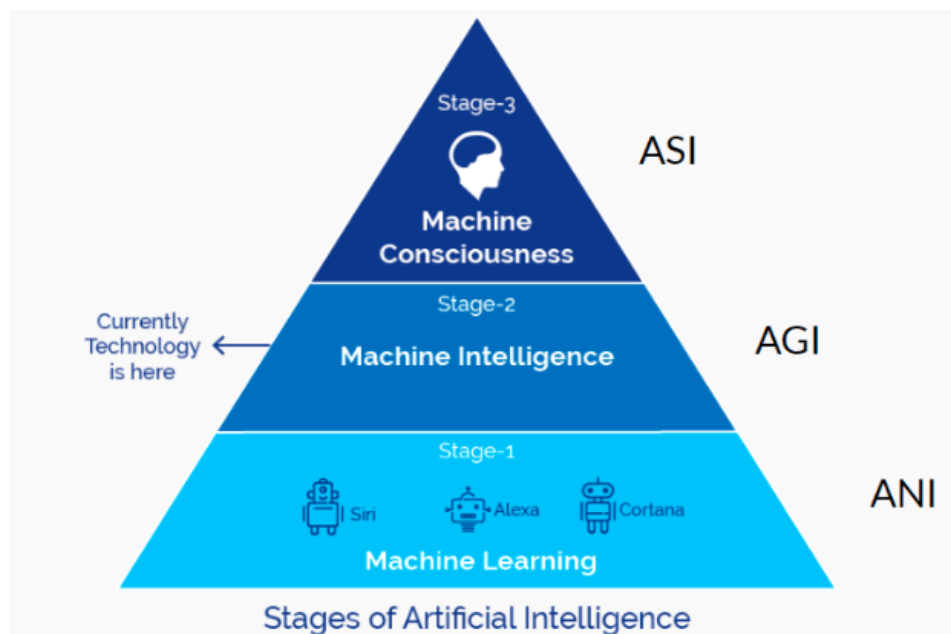 Stage-3
ASI
Machine
Consciousness
Stage-2
Currently
Technology
is here
Machine Intelligence
AGI
Stage-1
Siri
Alexa
Cortana
ANI
Machine Learning
Stages of Artificial Intelligence